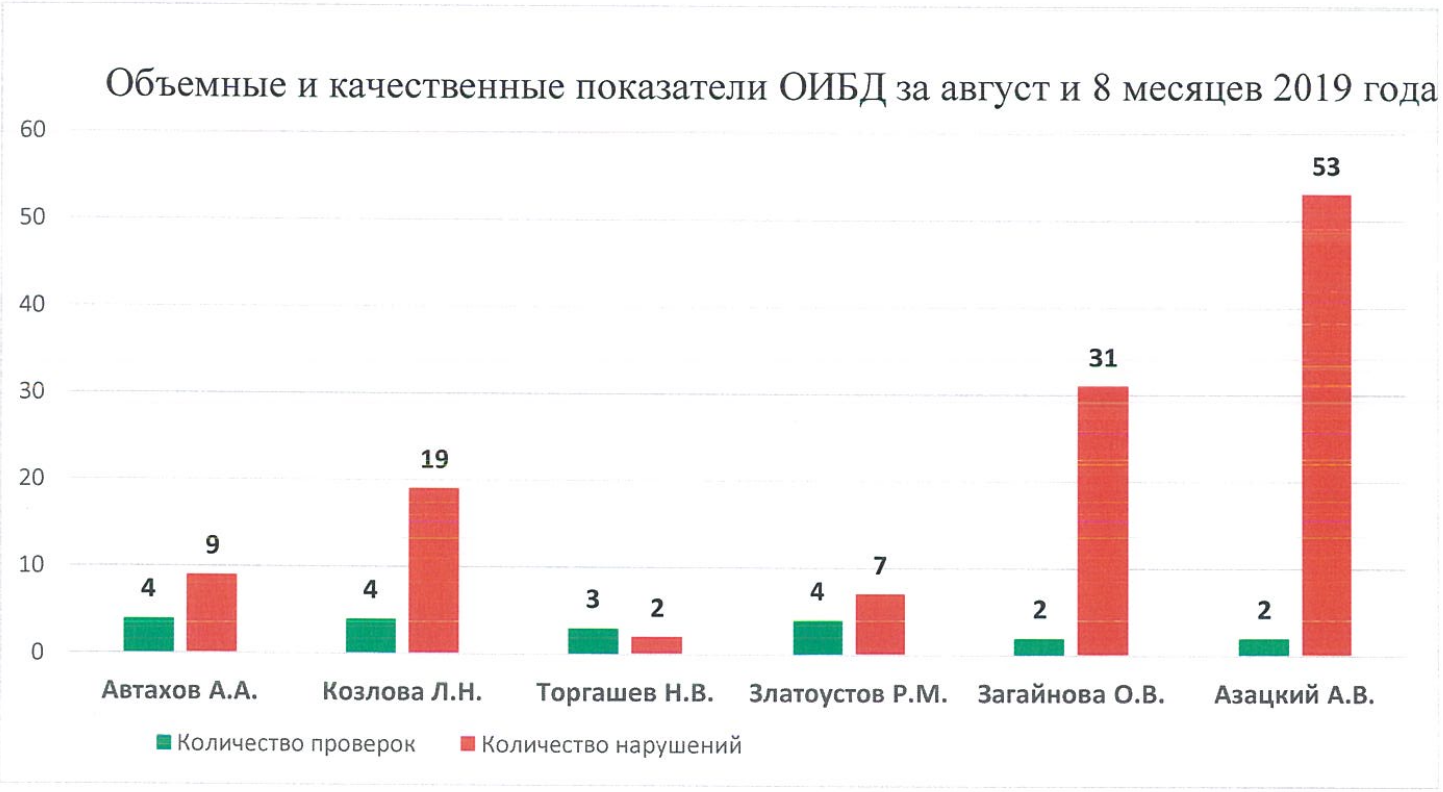 Объемные и качественные показатели ОИБД за август и 8 месяцев 2019 года
60
50
40
30
20
10
0
4
9
4
19
3
2
4
7
2
31
2
53
Автахов А.А.
Козлова Л.Н.
Торгашев Н.В.
Златоустов Р.М.
Загайнова О.В.
Азацкий А.В.
Количество проверок
Количество нарушений